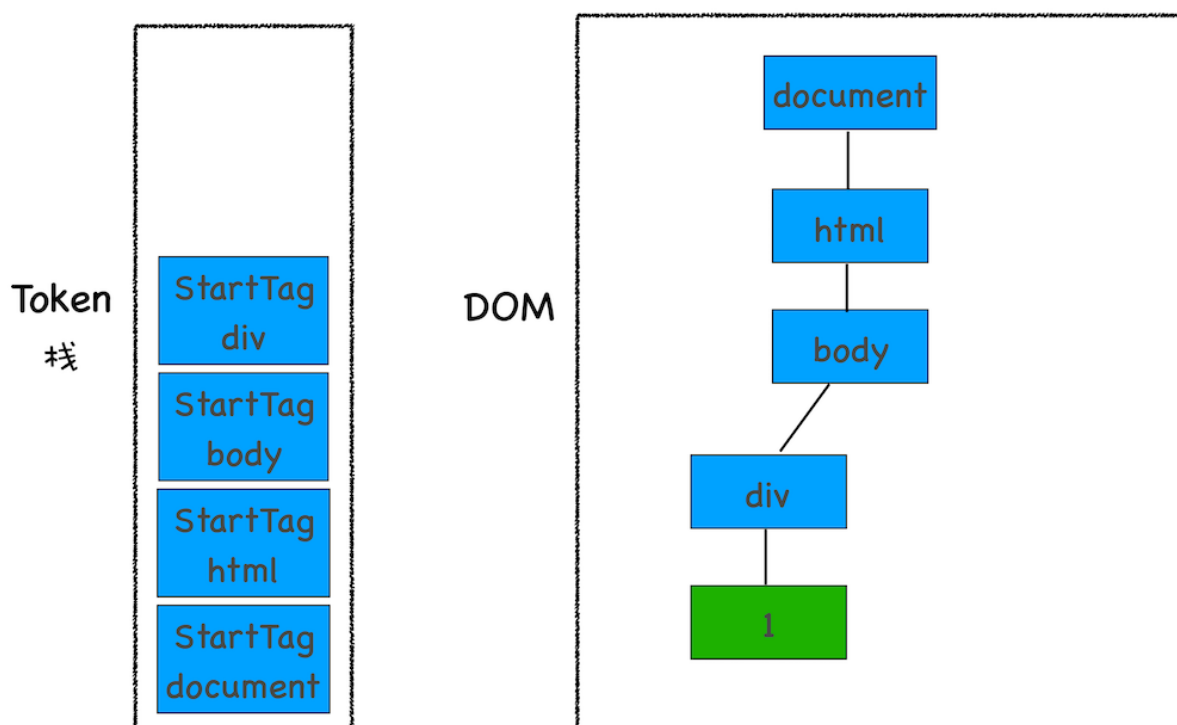 Token
栈
StartTag
div
StartTag
body
StartTag
html
StartTag
document
DOM
document
html
body
div
1